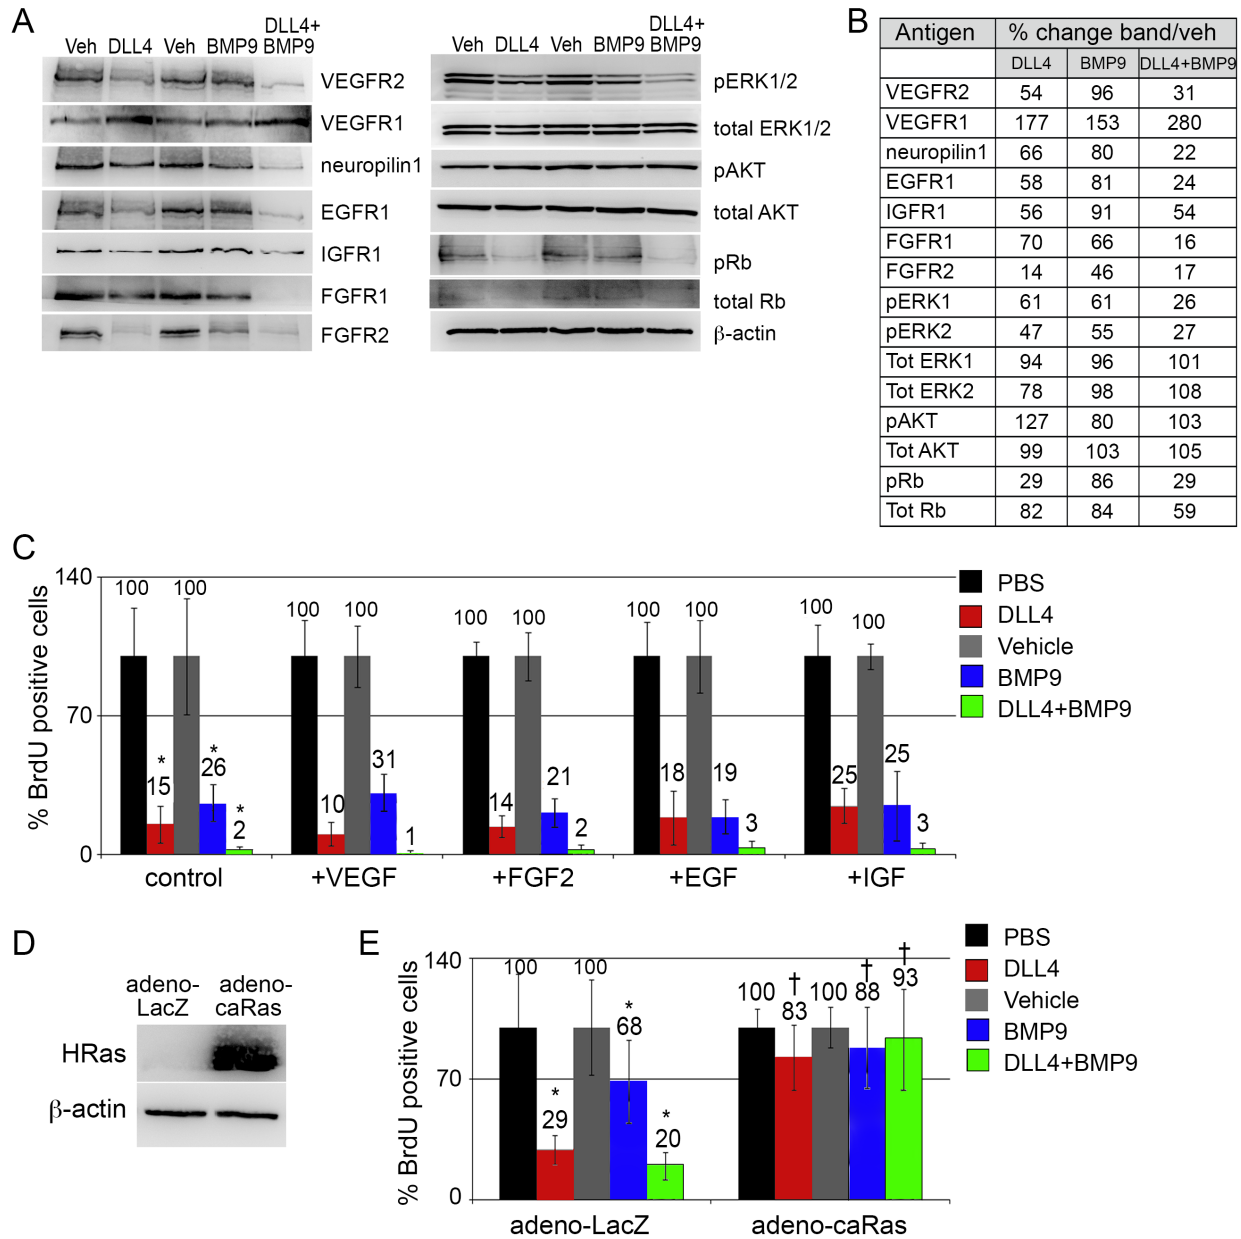 A
Veh DLL4 Veh BMP9 DLL4+
BMP9
VEGFR2
VEGFR1
neuropilin1
EGFR1
IGFR1
FGFR1
FGFR2
Veh DLL4 Veh BMP9 DLL4+
BMP9
pERK1/2
total ERK1/2
pAKT
total AKT
pRb
total Rb
β-actin
B
Antigen % change band/veh
DLL4 BMP9 DLL4+BMP9
VEGFR2 54 96 31
VEGFR1 177 153 280
neuropilin1 66 80 22
EGFR1 58 81 24
IGFR1 56 91 54
FGFR1 70 66 16
FGFR2 14 46 17
pERK1 61 61 26
pERK2 47 55 27
Tot ERK1 94 96 101
Tot ERK2 78 98 108
pAKT 127 80 103
Tot AKT 99 103 105
pRb 29 86 29
Tot Rb 82 84 59
C
% BrdU positive cells
140
70
0
100 * 15 100 * 26 * 2
100 10 100 31 1
100 14 100 21 2
100 18 100 19 3
100 25 100 25 3
control +VEGF +FGF2 +EGF +IGF
PBS
DLL4
Vehicle
BMP9
DLL4+BMP9
D
adeno-
LacZ
adeno-
caRas
HRas
β-actin
E
% BrdU positive cells
140
70
0
100 * 29 100 * 68 * 20
100 † 83 100 † 88 † 93
adeno-LacZ adeno-caRas
PBS
DLL4
Vehicle
BMP9
DLL4+BMP9